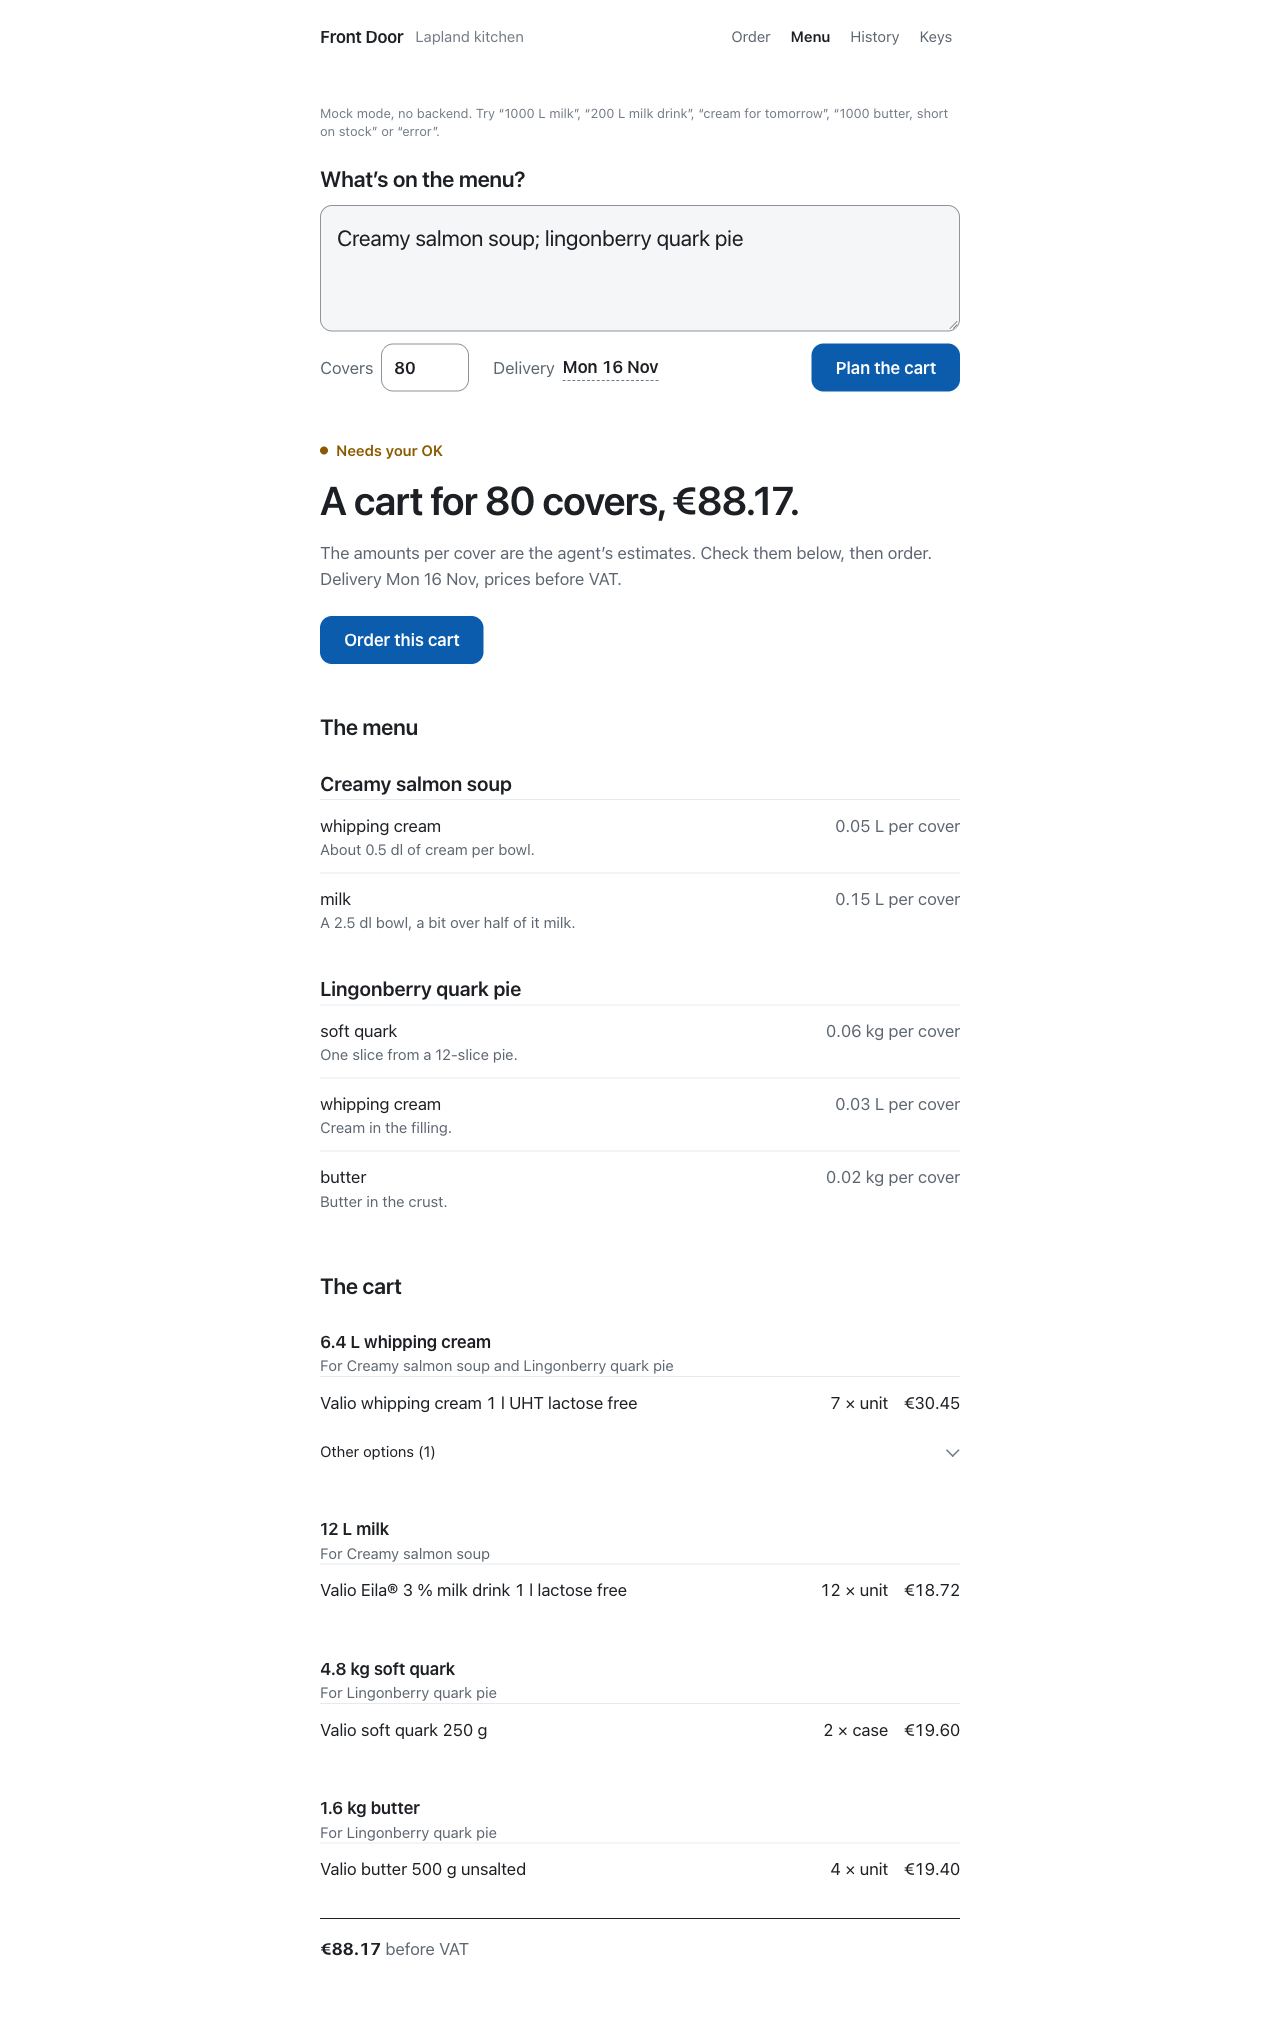 Front Door Lapland kitchen Order Menu History Keys
Mock mode, no backend. Try “1000 L milk”, “200 L milk drink”, “cream for tomorrow”, “1000 butter, short
on stock” or “error”.
What’s on the menu?
Creamy salmon soup; lingonberry quark pie
Covers 80 Delivery Mon 16 Nov Plan the cart
Needs your OK
A cart for 80 covers, €88.17.
The amounts per cover are the agent’s estimates. Check them below, then order.
Delivery Mon 16 Nov, prices before VAT.
Order this cart
The menu
Creamy salmon soup
whipping cream 0.05 L per cover
About 0.5 dl of cream per bowl.
milk 0.15 L per cover
A 2.5 dl bowl, a bit over half of it milk.
Lingonberry quark pie
soft quark 0.06 kg per cover
One slice from a 12-slice pie.
whipping cream 0.03 L per cover
Cream in the filling.
butter 0.02 kg per cover
Butter in the crust.
The cart
6.4 L whipping cream
For Creamy salmon soup and Lingonberry quark pie
Valio whipping cream 1 l UHT lactose free 7 × unit €30.45
Other options (1)
12 L milk
For Creamy salmon soup
Valio Eila® 3 % milk drink 1 l lactose free 12 × unit €18.72
4.8 kg soft quark
For Lingonberry quark pie
Valio soft quark 250 g 2 × case €19.60
1.6 kg butter
For Lingonberry quark pie
Valio butter 500 g unsalted 4 × unit €19.40
€88.17 before VAT